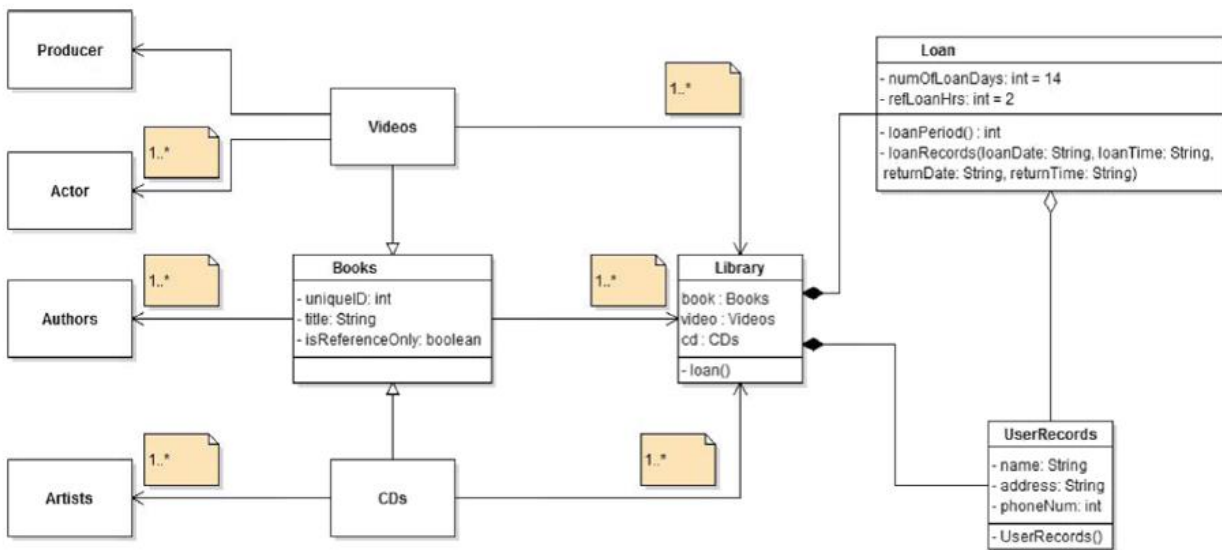 Producer
Actor
1..*
Authors
1..*
Artists
1..*
Videos
Books
- uniqueID: int
- title: String
- isReferenceOnly: boolean
CDs
1..*
1..*
1..*
Library
book : Books
video : Videos
cd : CDs
- loan()
Loan
- numOfLoanDays: int = 14
- refLoanHrs: int = 2
- loanPeriod() : int
- loanRecords(loanDate: String, loanTime: String,
returnDate: String, returnTime: String)
UserRecords
- name: String
- address: String
- phoneNum: int
- UserRecords()